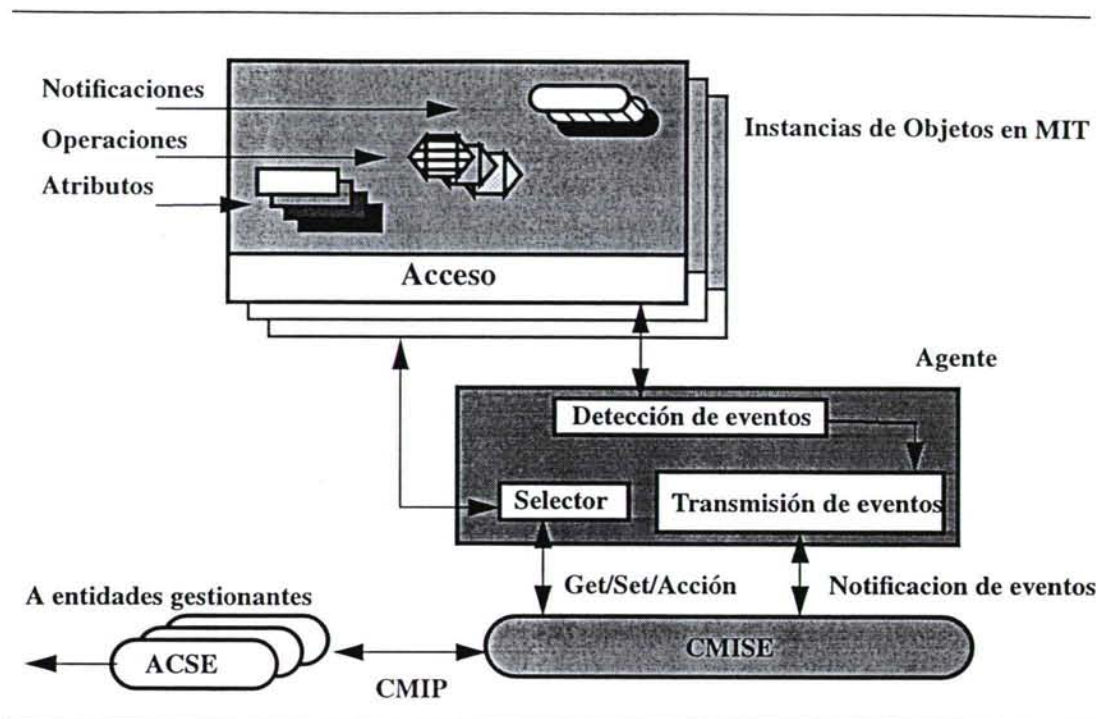 Notificaciones
Operaciones
Atributos
Instancias de Objetos en MIT
Acceso
Agente
Detección de eventos
Selector
Transmisión de eventos
Get/Set/Acción
Notificacion de eventos
A entidades gestionantes
ACSE
CMIP
CMISE